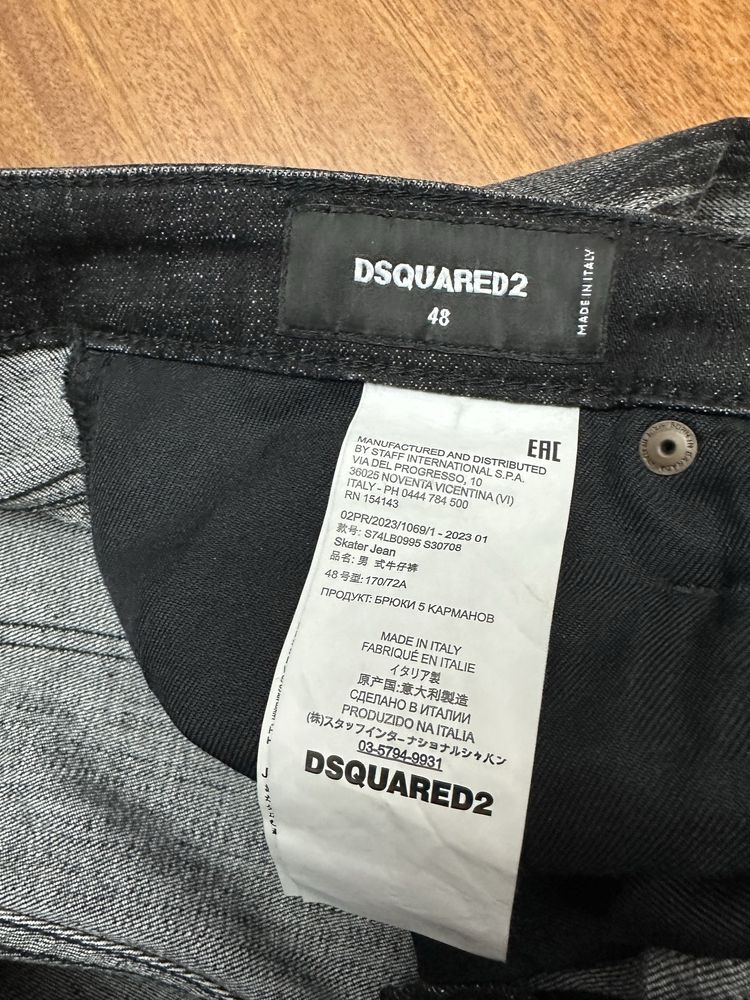 DSQUARED2
48
MADE IN ITALY
EAC
MANUFACTURED AND DISTRIBUTED
BY STAFF INTERNATIONAL S.P.A.
VIA DEL PROGRESSO, 10
36025 NOVENTA VICENTINA (VI)
ITALY - PH 0444 784 500
RN 154143
02PR/2023/1069/1 - 2023 01
款号: S74LB0995 S30708
Skater Jean
品名: 男 式牛仔裤
48 号型: 170/72A
ПРОДУКТ: БРЮКИ 5 КАРМАНОВ
MADE IN ITALY
FABRIQUÉ EN ITALIE
イタリア製
原产国:意大利製造
СДЕЛАНО В ИТАЛИИ
PRODUZIDO NA ITALIA
(株)スタッフインターナショナルジャパン
03-5794-9931
DSQUARED2